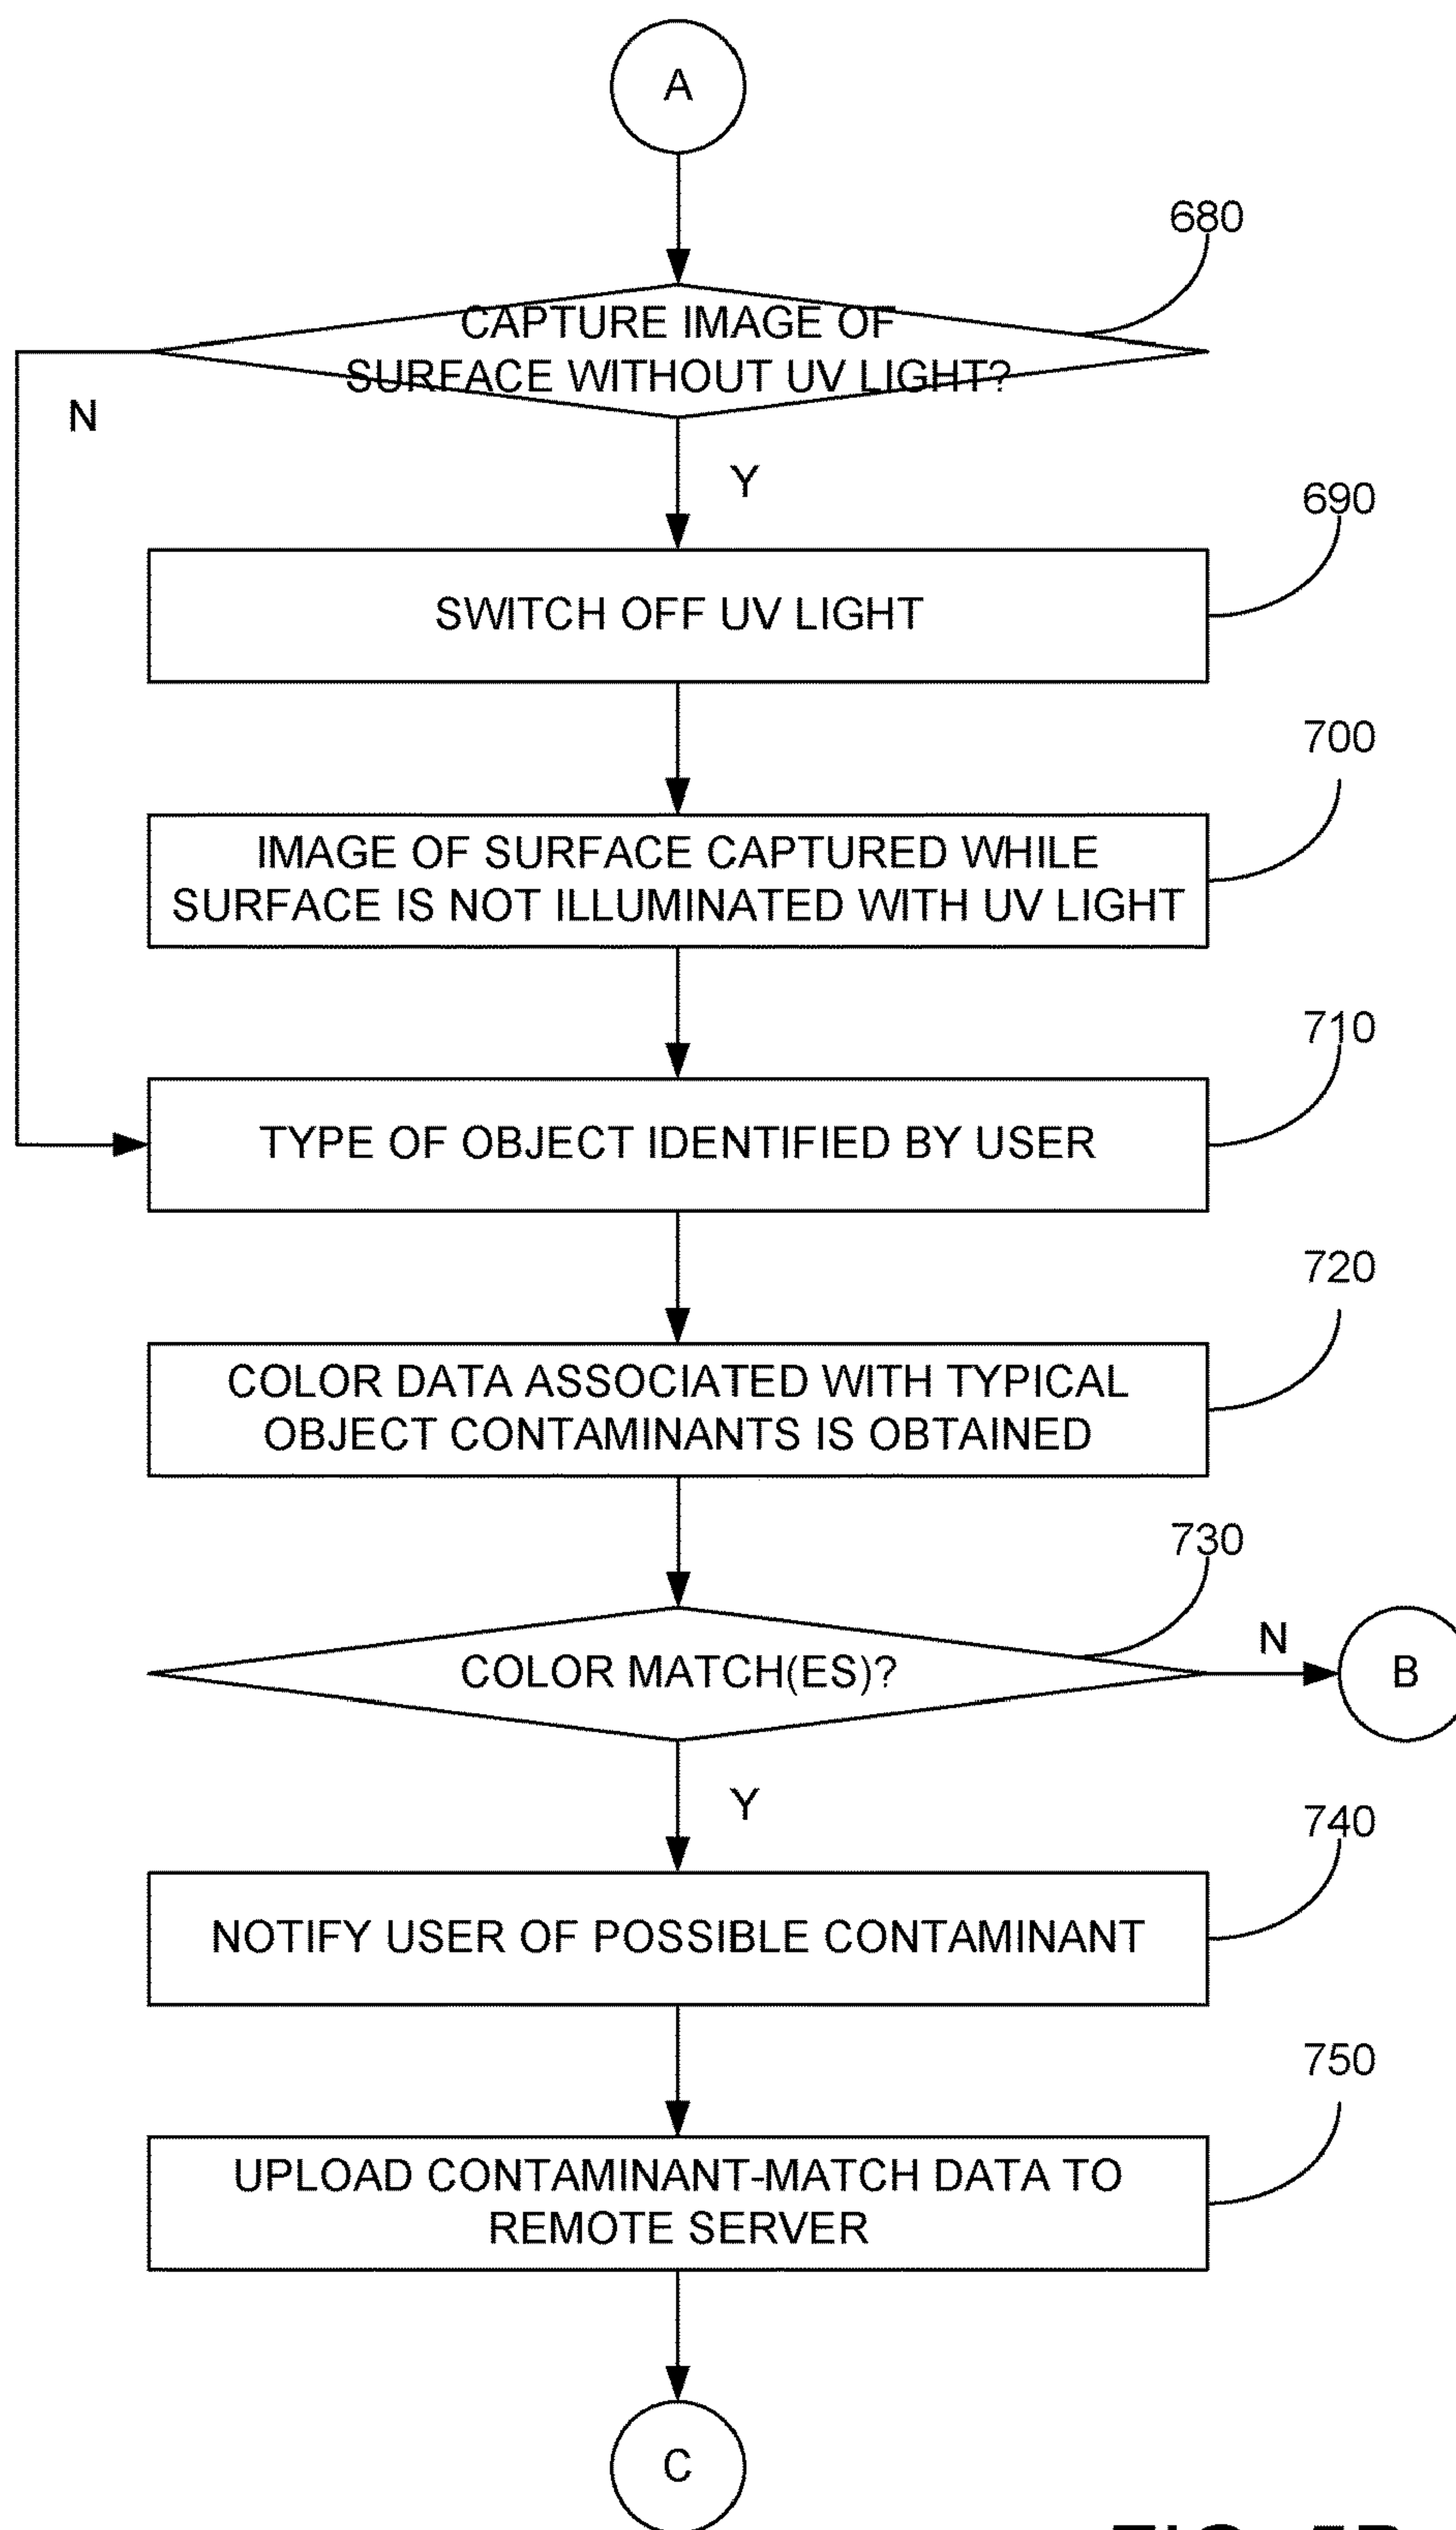 A
680
CAPTURE IMAGE OF
SURFACE WITHOUT UV LIGHT?
N
Y
690
SWITCH OFF UV LIGHT
700
IMAGE OF SURFACE CAPTURED WHILE
SURFACE IS NOT ILLUMINATED WITH UV LIGHT
710
TYPE OF OBJECT IDENTIFIED BY USER
720
COLOR DATA ASSOCIATED WITH TYPICAL
OBJECT CONTAMINANTS IS OBTAINED
730
COLOR MATCH(ES)?
N
B
Y
740
NOTIFY USER OF POSSIBLE CONTAMINANT
750
UPLOAD CONTAMINANT-MATCH DATA TO
REMOTE SERVER
C